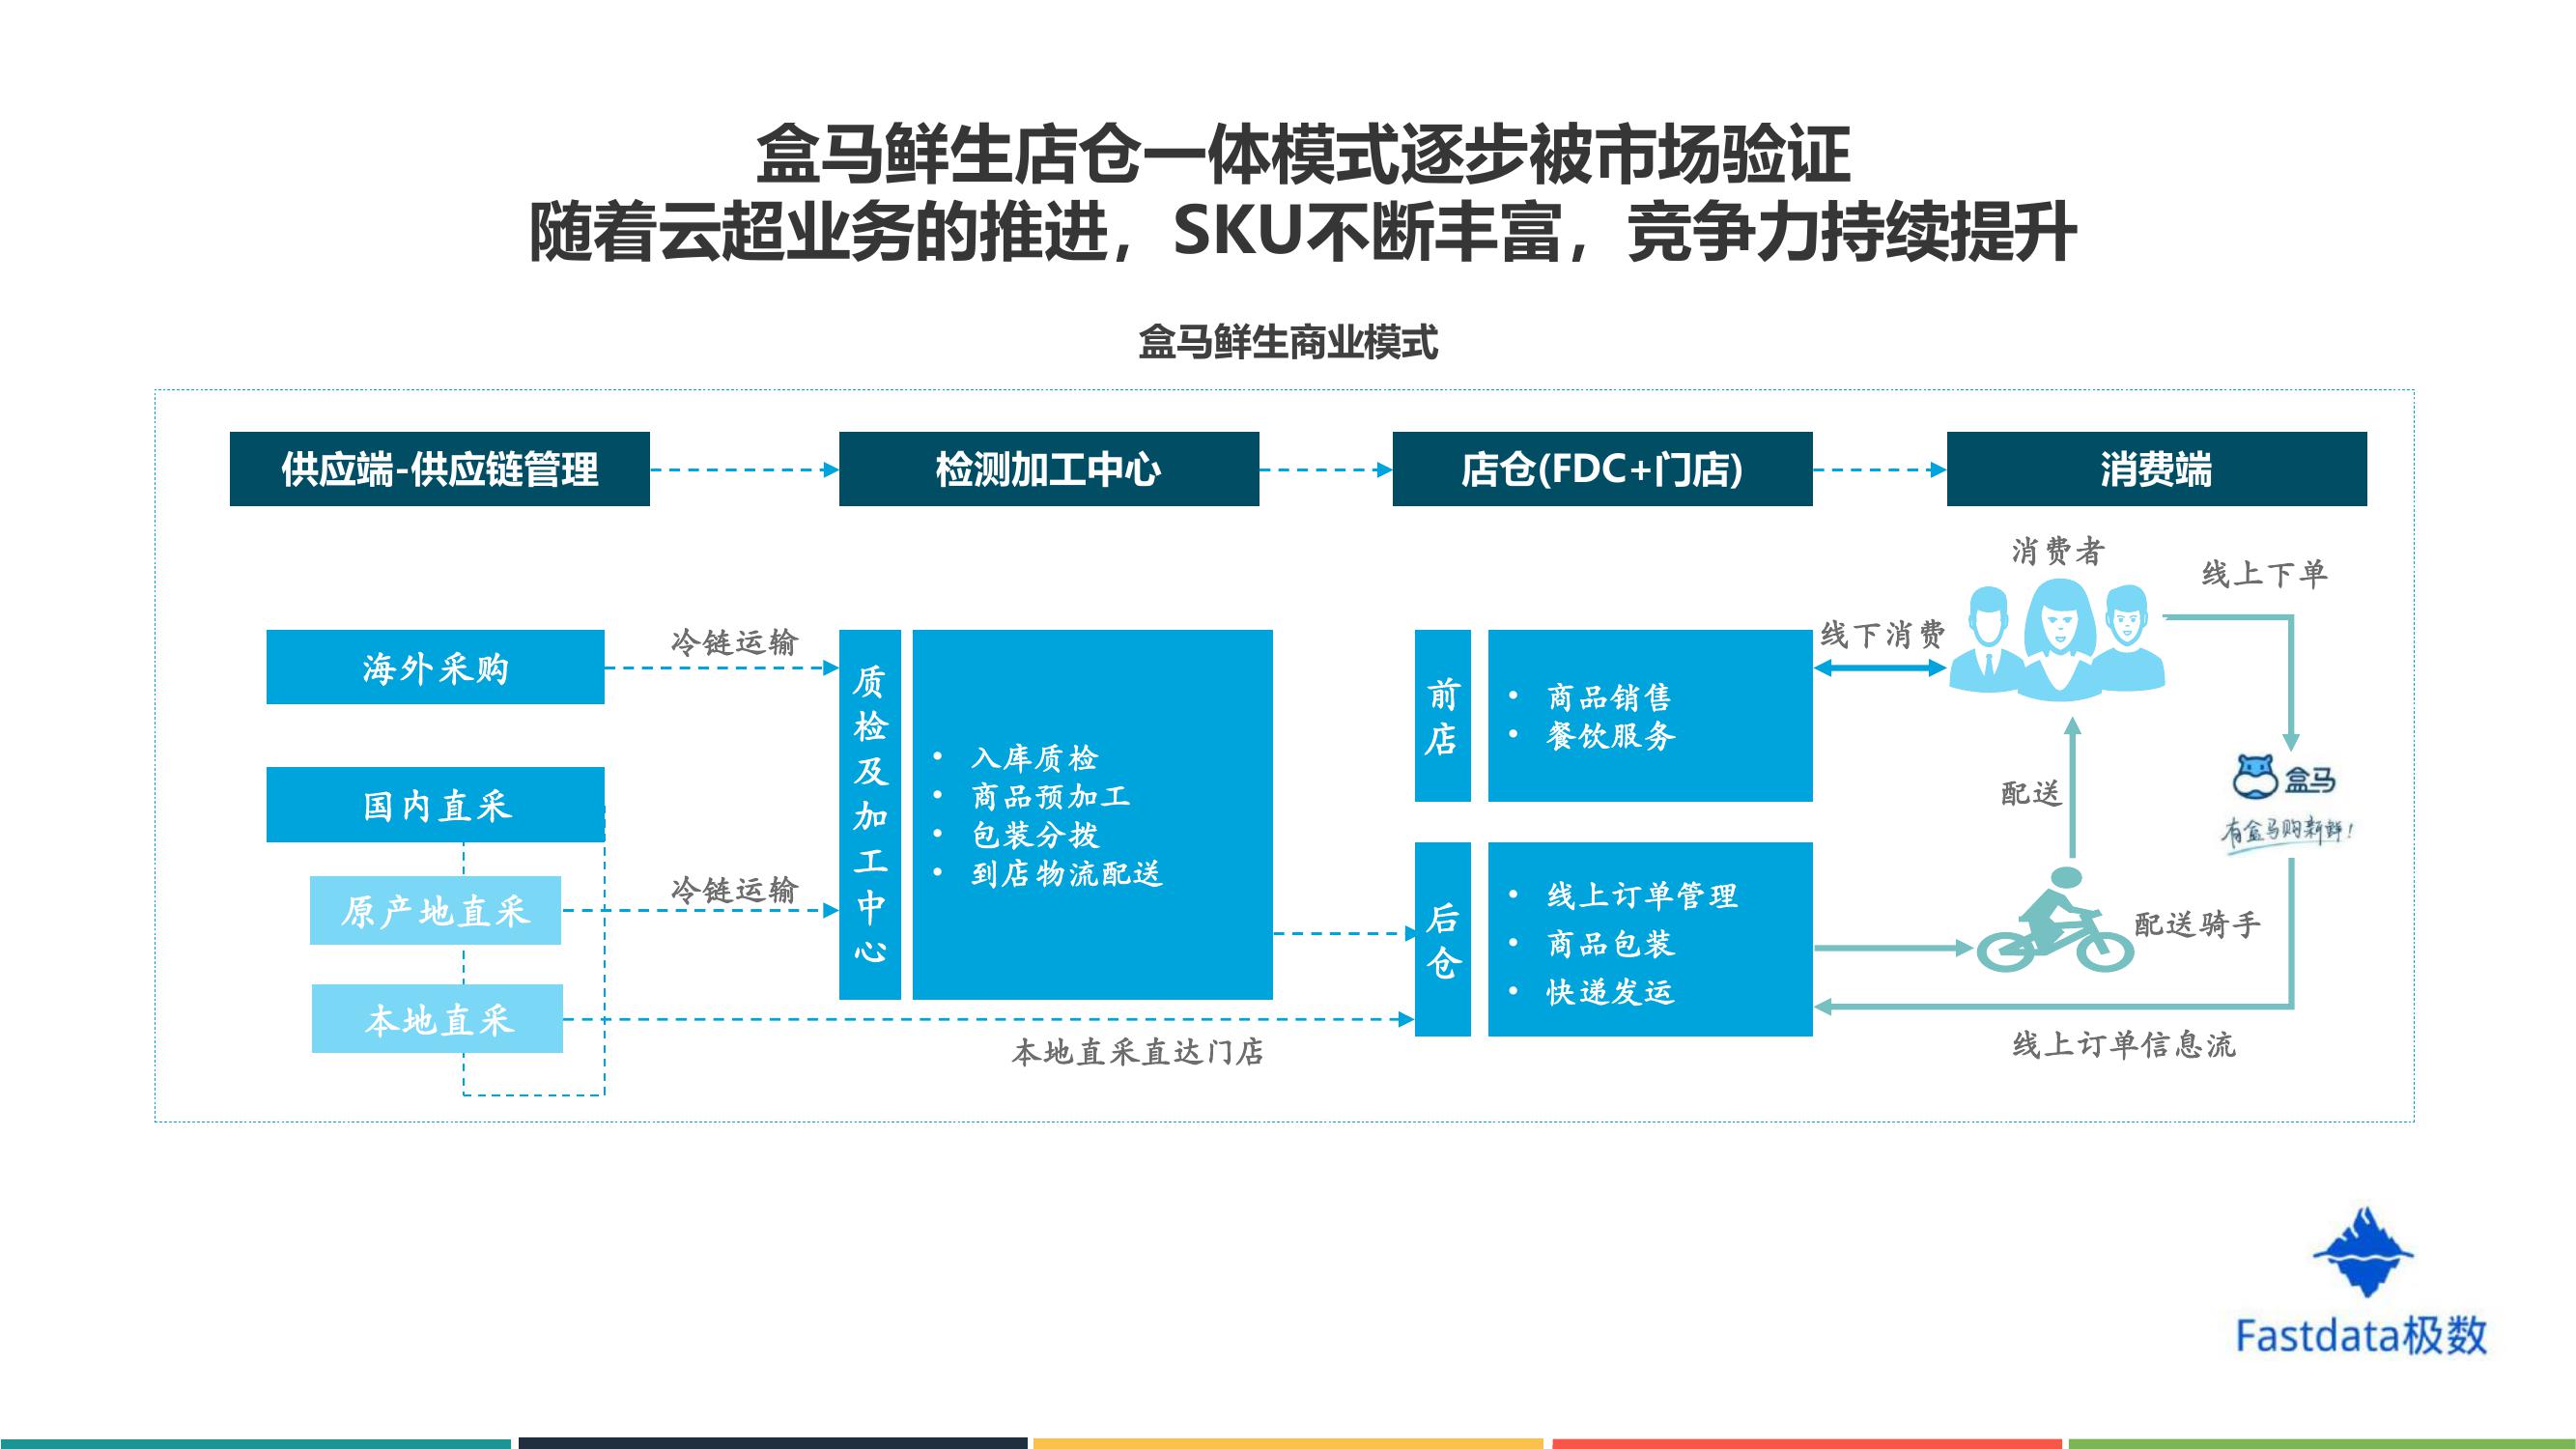 盒马鲜生店仓一体模式逐步被市场验证
随着云超业务的推进，SKU不断丰富，竞争力持续提升
盒马鲜生商业模式
供应端-供应链管理
检测加工中心
店仓(FDC+门店)
消费端
消费者
线上下单
海外采购
冷链运输
国内直采
原产地直采
冷链运输
本地直采
本地直采直达门店
质检及加工中心
• 入库质检
• 商品预加工
• 包装分拨
• 到店物流配送
前店
• 商品销售
• 餐饮服务
后仓
• 线上订单管理
• 商品包装
• 快递发运
线下消费
配送
盒马
有盒马购新鲜!
配送骑手
线上订单信息流
Fastdata极数